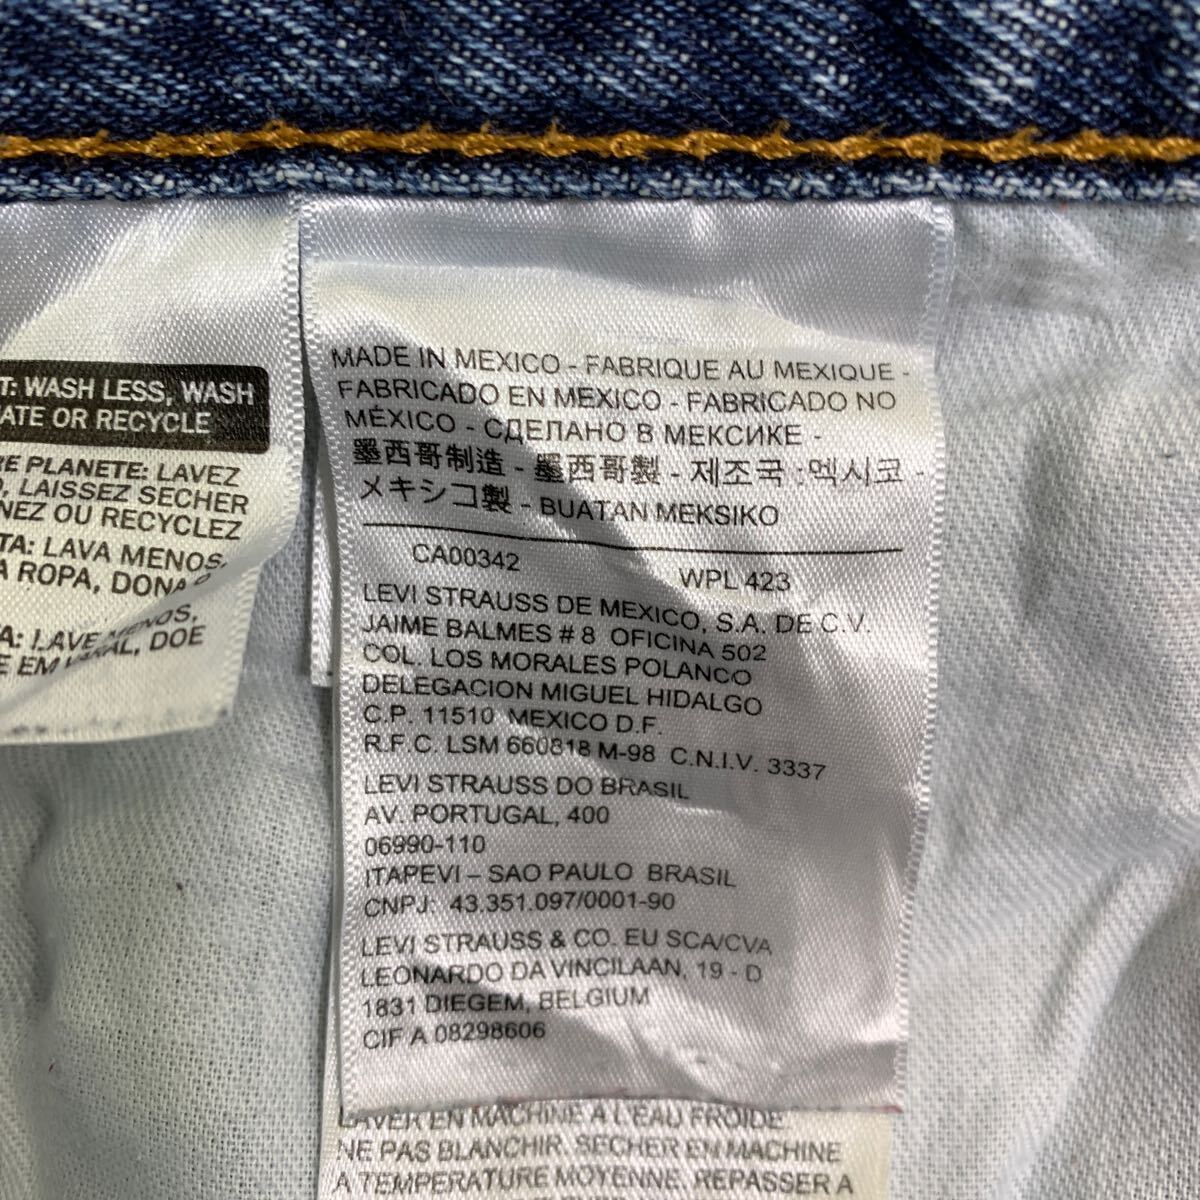 T: WASH LESS, WASH
ATE OR RECYCLE
RE PLANETE: LAVEZ
, LAISSEZ SECHER
NEZ OU RECYCLEZ
TA: LAVA MENOS,
A ROPA, DONA
A: LAVE MENOS,
E EM VARAL, DOE
MADE IN MEXICO - FABRIQUE AU MEXIQUE -
FABRICADO EN MEXICO - FABRICADO NO
MÉXICO - СДЕЛАНО В МЕКСИКЕ -
墨西哥制造 - 墨西哥製 - 제조국 : 멕시코 -
メキシコ製 - BUATAN MEKSIKO
CA00342 WPL 423
LEVI STRAUSS DE MEXICO, S.A. DE C.V.
JAIME BALMES # 8 OFICINA 502
COL. LOS MORALES POLANCO
DELEGACION MIGUEL HIDALGO
C.P. 11510 MEXICO D.F.
R.F.C. LSM 660818 M-98 C.N.I.V. 3337
LEVI STRAUSS DO BRASIL
AV. PORTUGAL, 400
06990-110
ITAPEVI – SAO PAULO BRASIL
CNPJ: 43.351.097/0001-90
LEVI STRAUSS & CO. EU SCA/CVA
LEONARDO DA VINCILAAN, 19 - D
1831 DIEGEM, BELGIUM
CIF A 08298606
LAVER EN MACHINE A L'EAU FROIDE
NE PAS BLANCHIR. SECHER EN MACHINE
A TEMPERATURE MOYENNE. REPASSER A